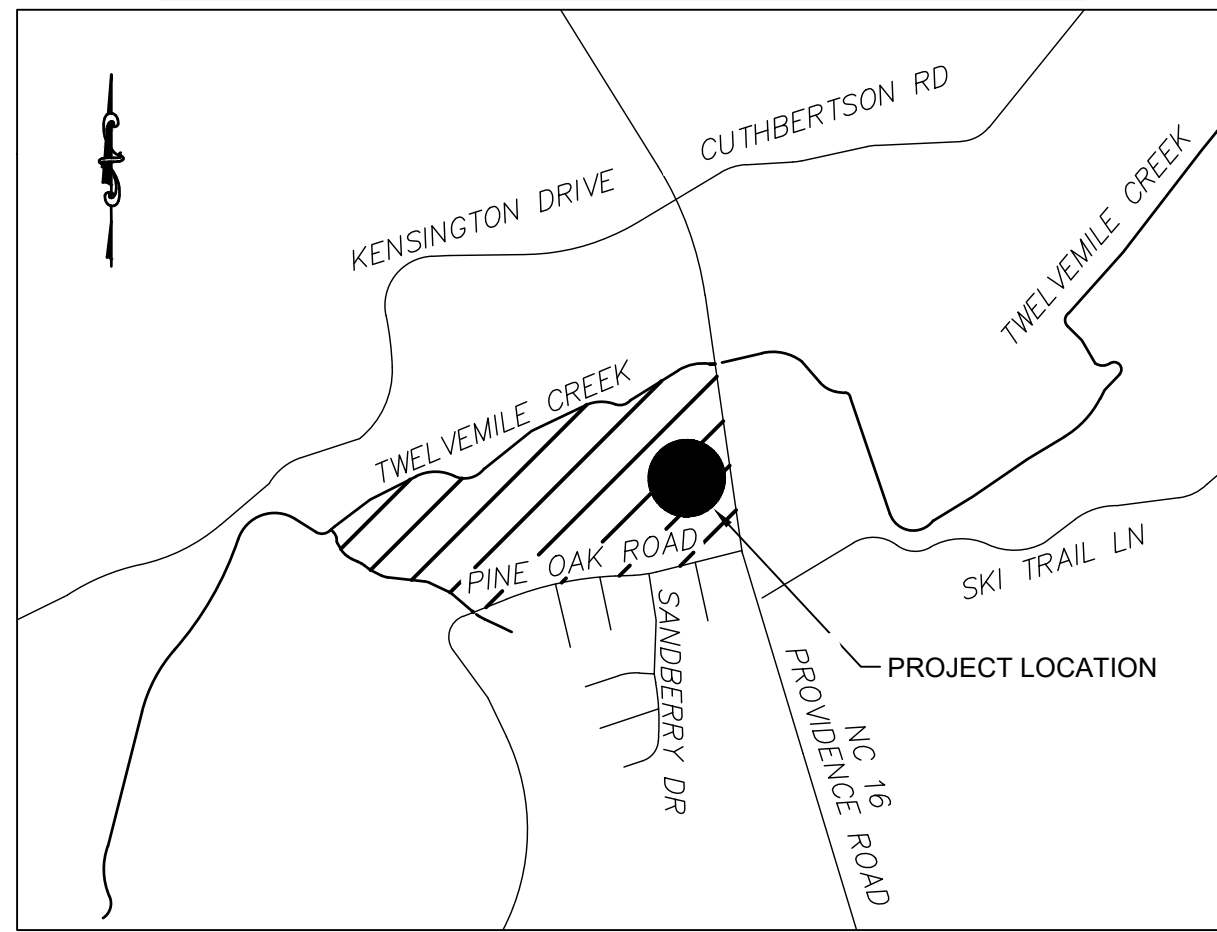 CUTHBERTSON RD
KENSINGTON DRIVE
TWELVEMILE CREEK
TWELVEMILE CREEK
PINE OAK ROAD
SKI TRAIL LN
SANDBERRY DR
PROJECT LOCATION
NC 16
PROVIDENCE ROAD